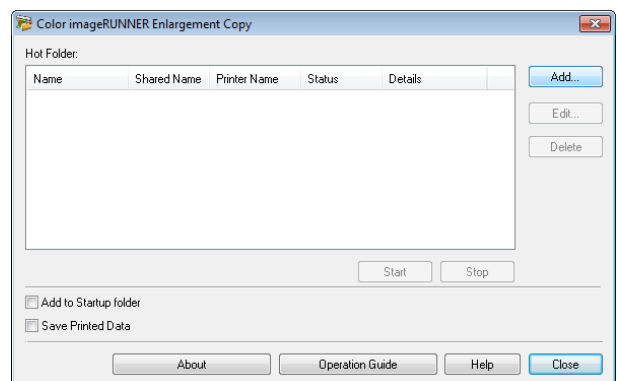 Color imageRUNNER Enlargement Copy
Hot Folder:
Name Shared Name Printer Name Status Details
Add...
Edit...
Delete
Start Stop
Add to Startup folder
Save Printed Data
About Operation Guide Help Close